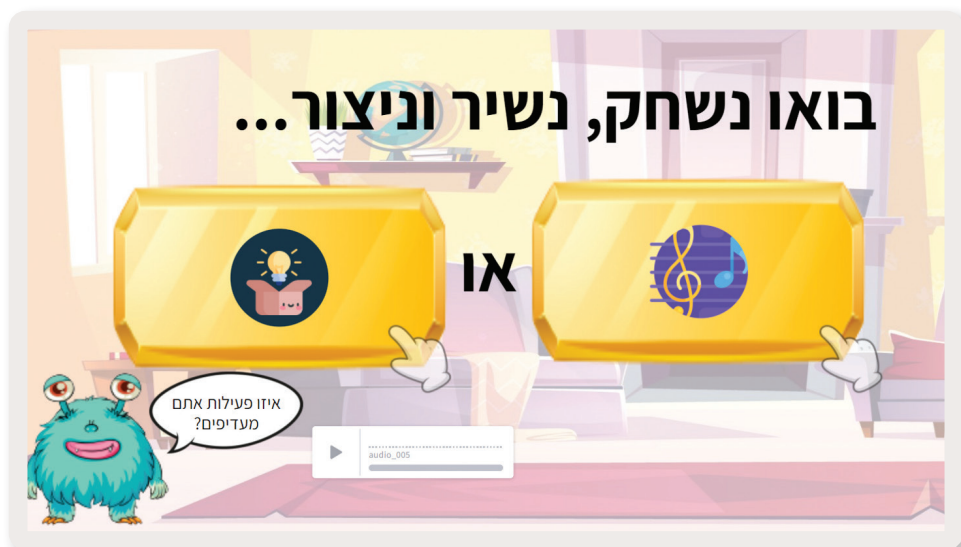 בואו נשחק, נשיר וניצור...
או
איזו פעילות אתם
מעדיפים?
audio_005